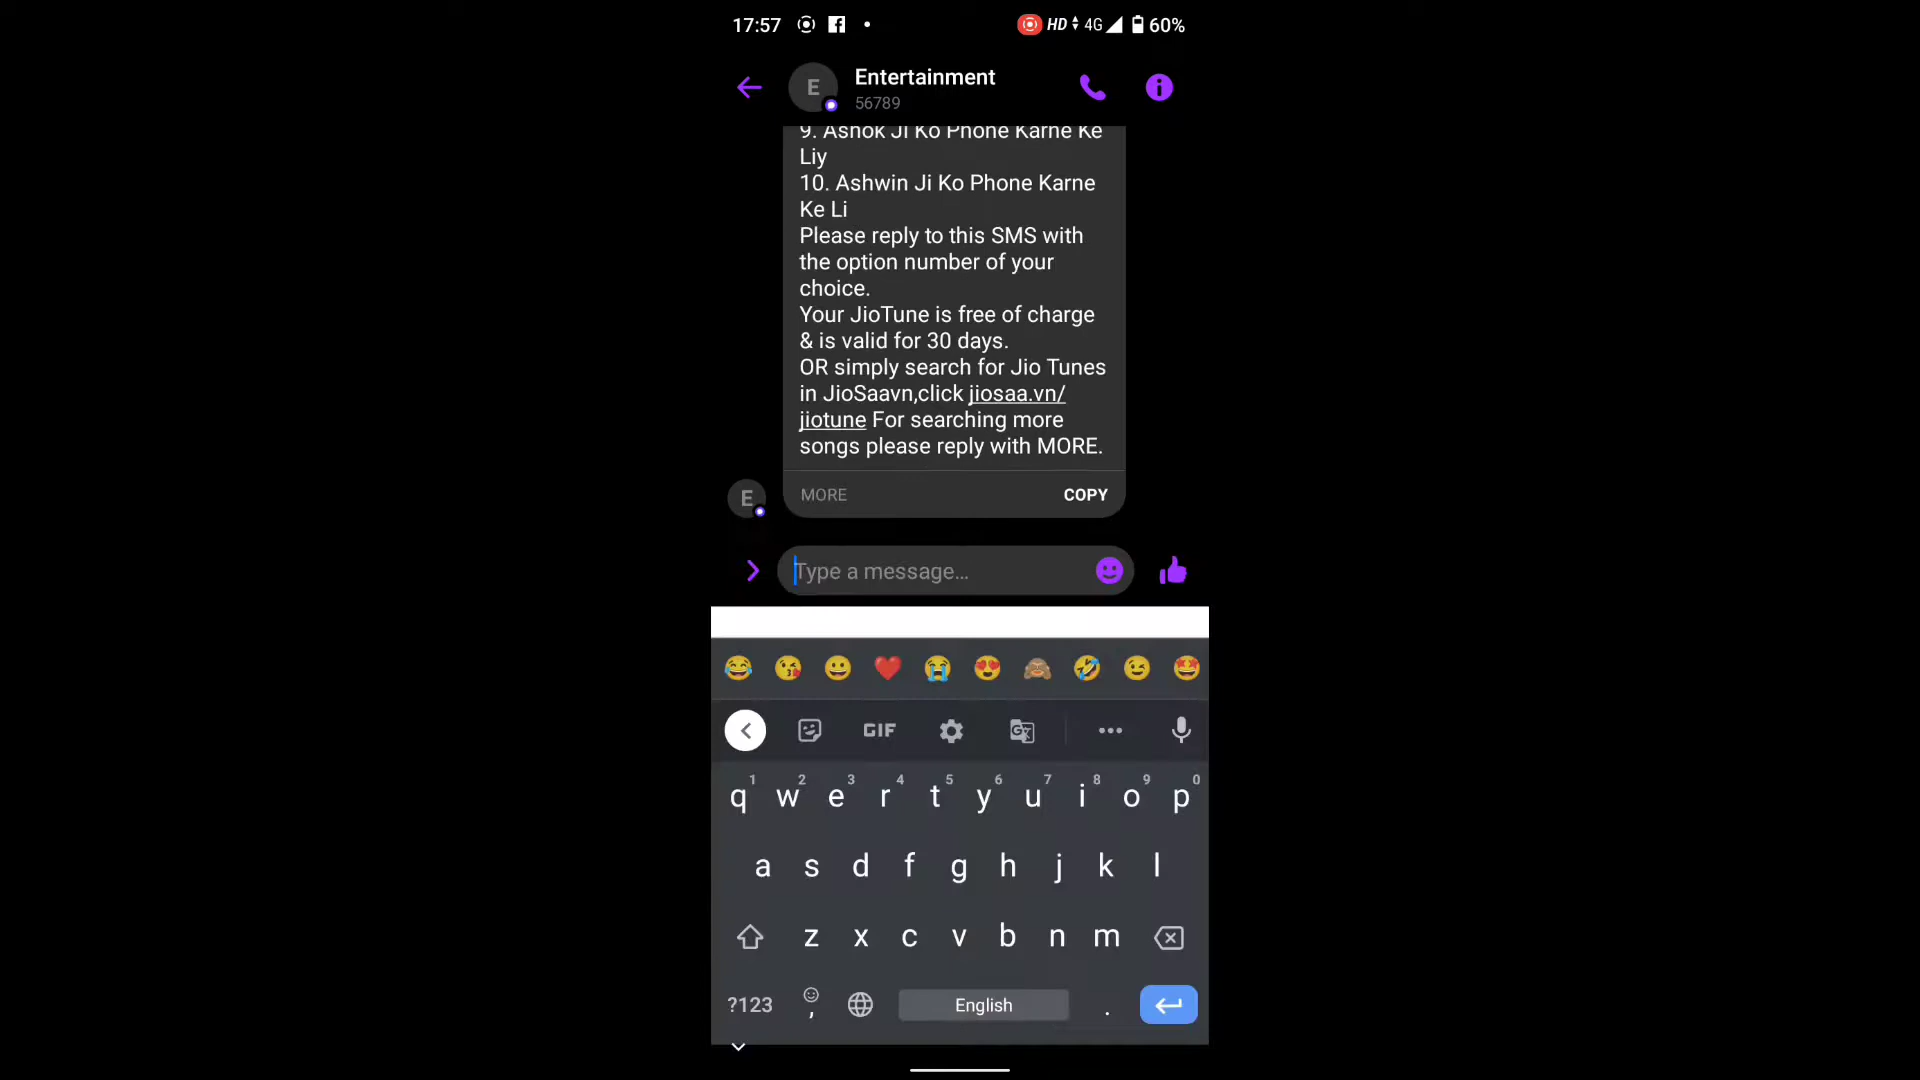 17:57 HD 4G 60%
E Entertainment
56789
9. Ashok Ji Ko Phone Karne Ke
Liy
10. Ashwin Ji Ko Phone Karne
Ke Li
Please reply to this SMS with
the option number of your
choice.
Your JioTune is free of charge
& is valid for 30 days.
OR simply search for Jio Tunes
in JioSaavn,click jiosaa.vn/
jiotune For searching more
songs please reply with MORE.
E MORE COPY
Type a message...
GIF
1 2 3 4 5 6 7 8 9 0
q w e r t y u i o p
a s d f g h j k l
z x c v b n m
?123 , English .